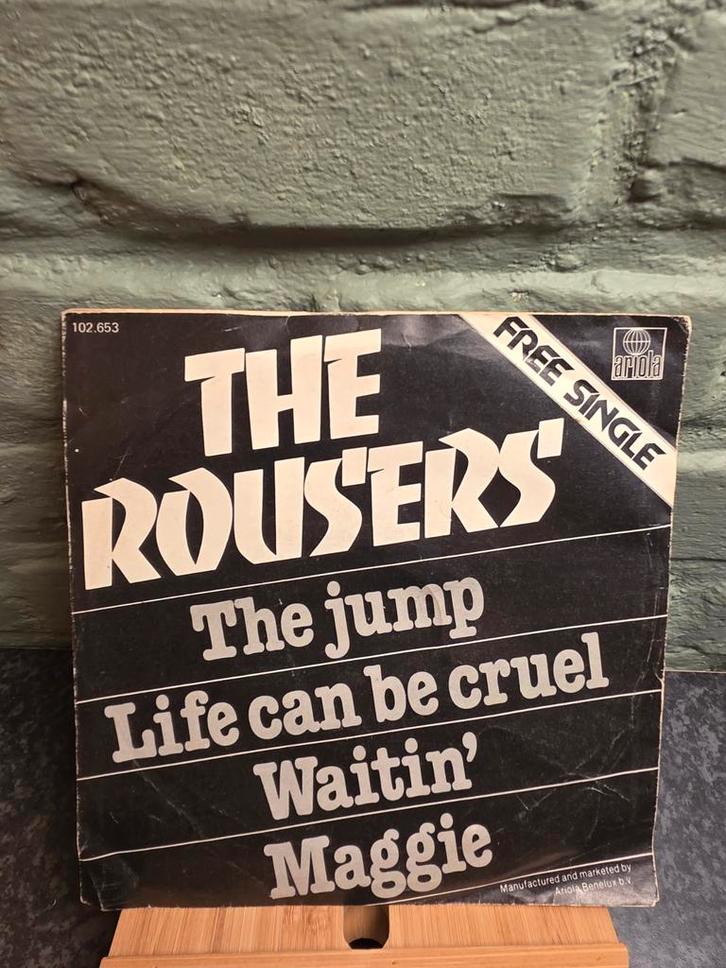 102.653
THE
ROUSERS
FREE SINGLE
ariola
The jump
Life can be cruel
Waitin'
Maggie
Manufactured and marketed by
Ariola Benelux b.v.